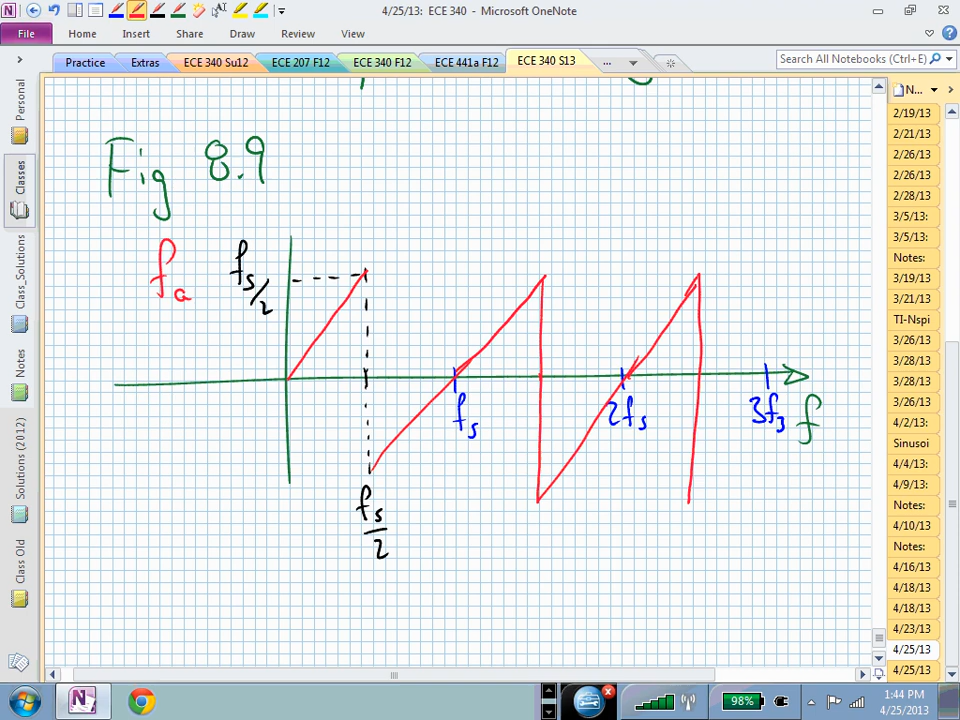 4/25/13: ECE 340 - Microsoft OneNote
File Home Insert Share Draw Review View
Practice Extras ECE 340 Su12 ECE 207 F12 ECE 340 F12 ECE 441a F12 ECE 340 S13 ...
Search All Notebooks (Ctrl+E)
Personal
Classes
Class_Solutions
Notes
Solutions (2012)
Class Old
Fig 8.9
fa
fs/2
fs
2fs
3f3
f
fs
2
N...
2/19/13
2/21/13
2/26/13
2/26/13
2/28/13
3/5/13:
3/5/13:
Notes:
3/19/13
3/21/13
TI-Nspi
3/26/13
3/28/13
3/28/13
3/26/13
4/2/13:
Sinusoi
4/4/13:
4/9/13:
Notes:
4/10/13
Notes:
4/16/13
4/18/13
4/18/13
4/23/13
4/25/13
4/25/13
98%
1:44 PM
4/25/2013